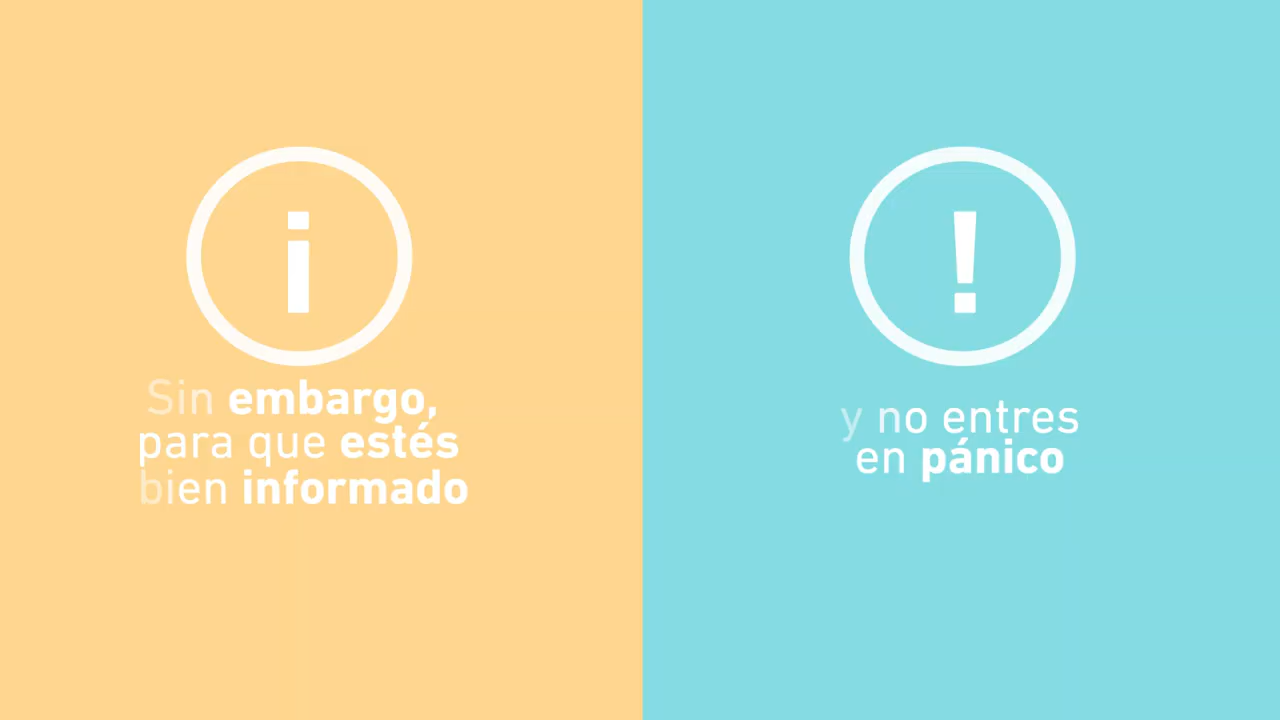 i
Sin embargo,
para que estés
bien informado
!
y no entres
en pánico